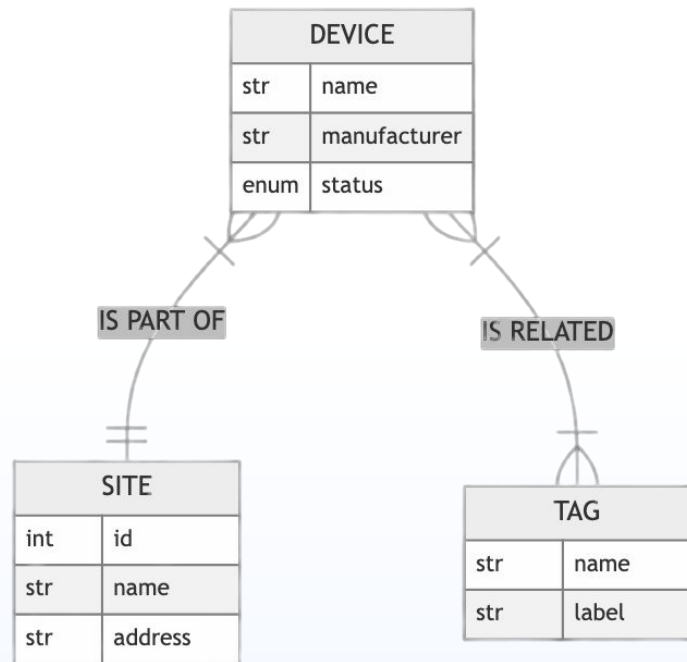 DEVICE
str name
str manufacturer
enum status
IS PART OF
IS RELATED
SITE
int id
str name
str address
TAG
str name
str label